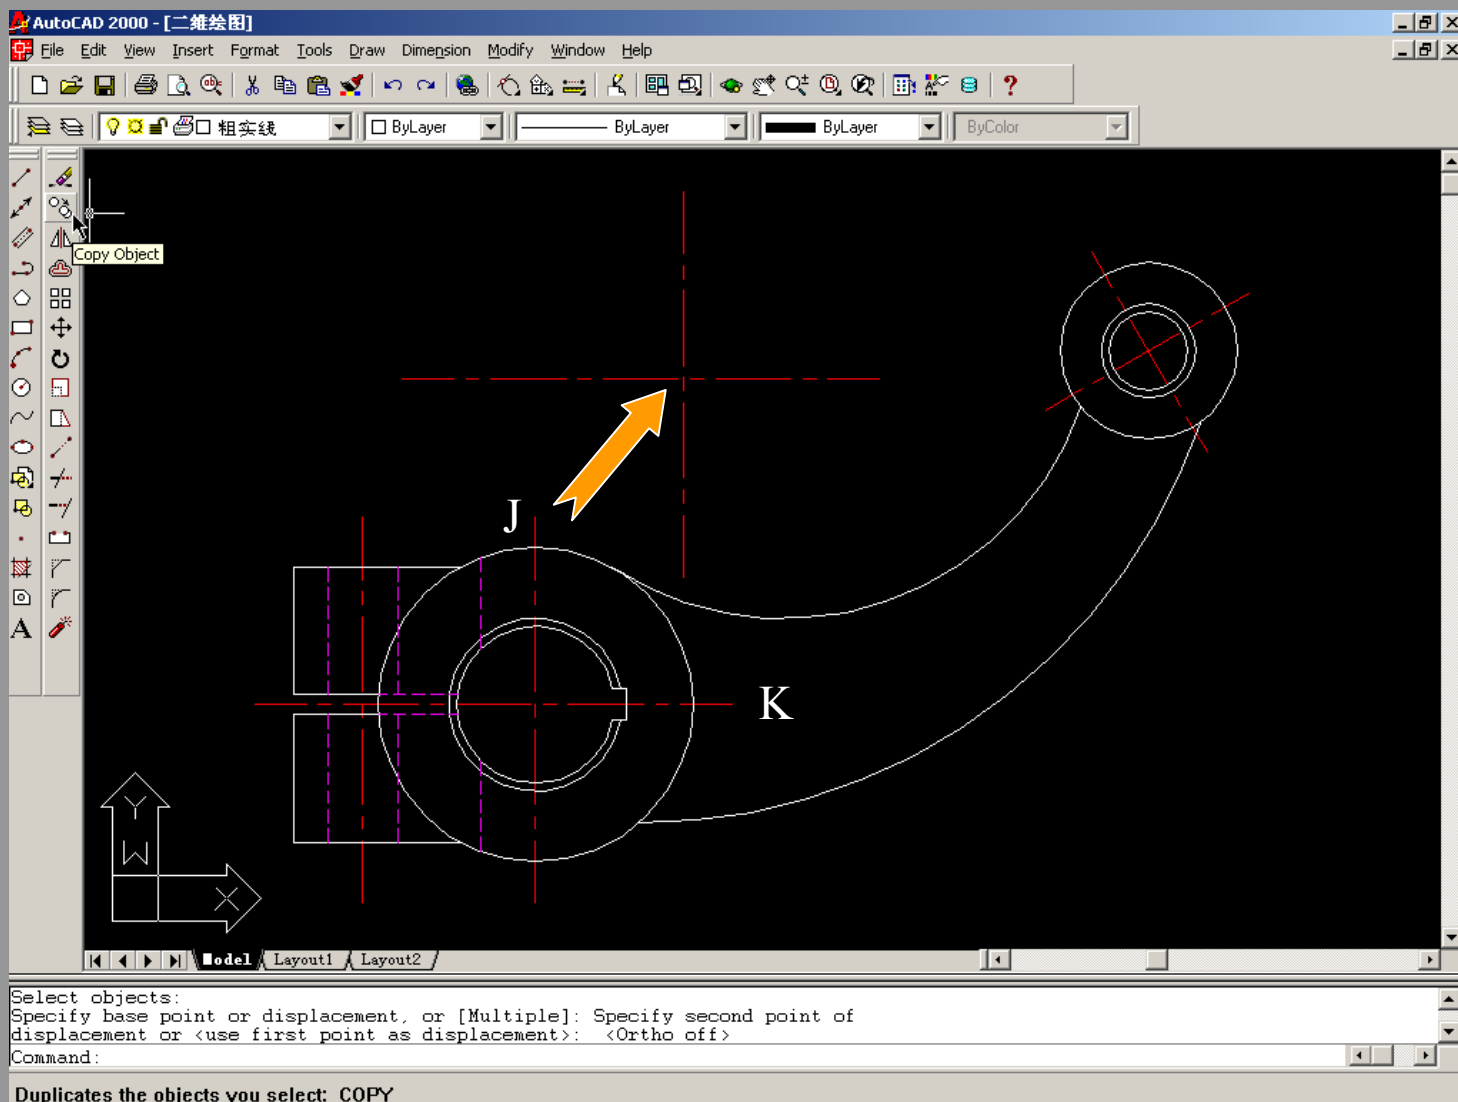 AutoCAD 2000 - [二维绘图]
File Edit View Insert Format Tools Draw Dimension Modify Window Help
粗实线 ByLayer ByLayer ByLayer ByColor
Copy Object
J
K
Y
W
X
Model Layout1 Layout2
Select objects:
Specify base point or displacement, or [Multiple]: Specify second point of
displacement or <use first point as displacement>: <Ortho off>
Command:
Duplicates the objects you select: COPY